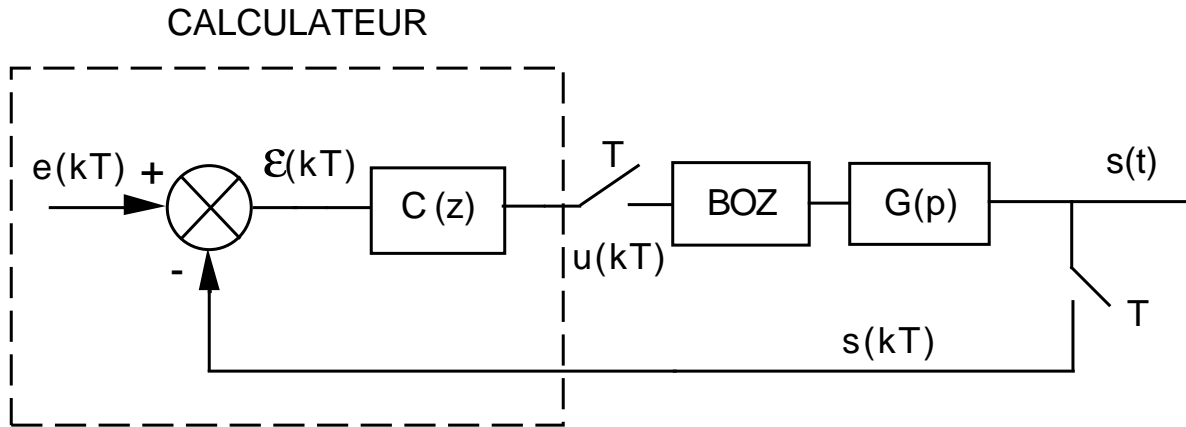 CALCULATEUR
e(kT)
+
-
ε(kT)
C(z)
T
u(kT)
BOZ
G(p)
s(t)
T
s(kT)